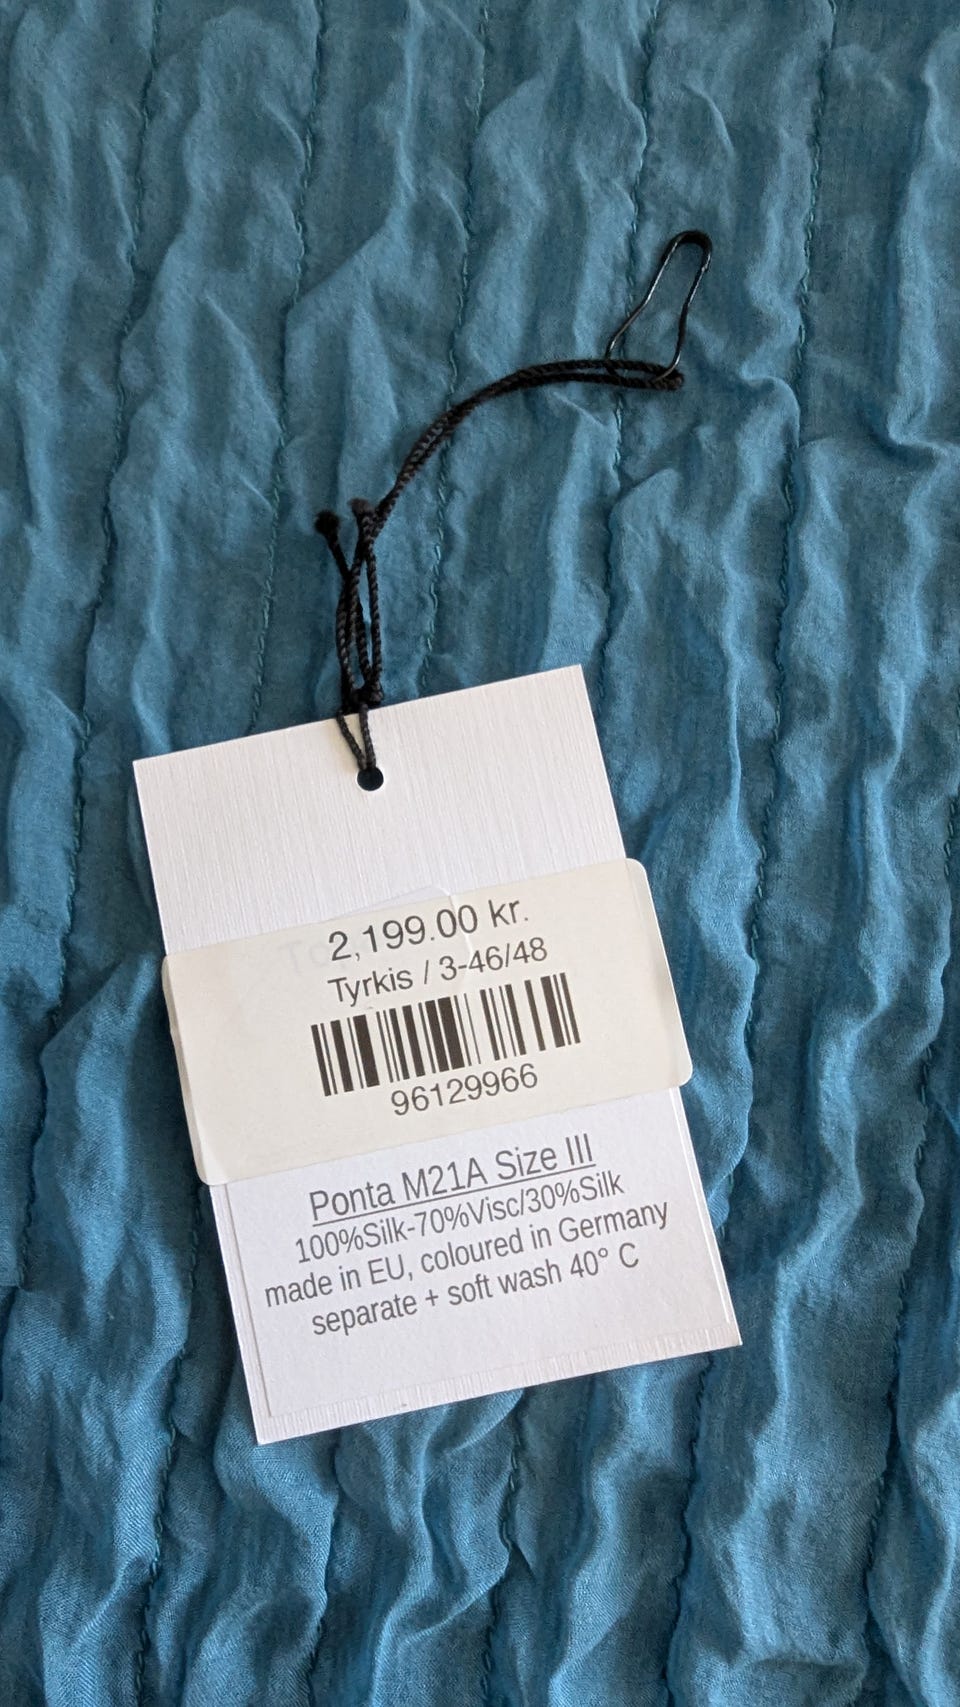 2,199.00 kr.
Tyrkis / 3-46/48
96129966
Ponta M21A Size III
100%Silk-70%Visc/30%Silk
made in EU, coloured in Germany
separate + soft wash 40° C